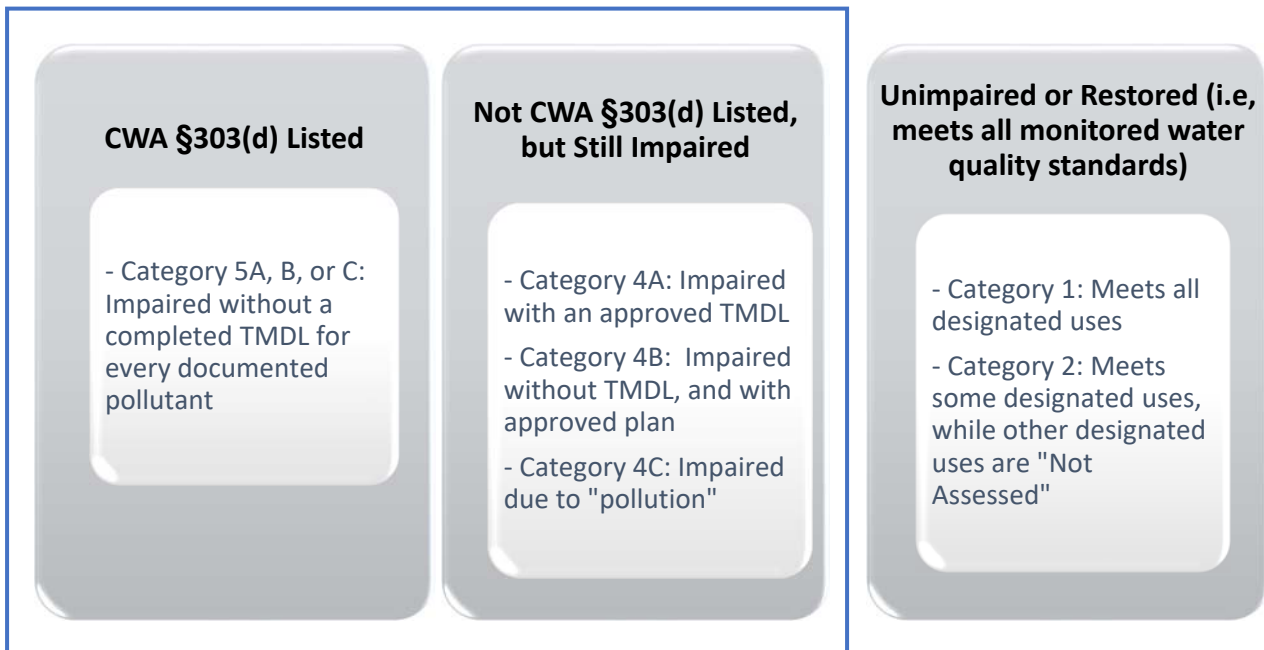 CWA §303(d) Listed
- Category 5A, B, or C:
Impaired without a
completed TMDL for
every documented
pollutant
Not CWA §303(d) Listed,
but Still Impaired
- Category 4A: Impaired
with an approved TMDL
- Category 4B:  Impaired
without TMDL, and with
approved plan
- Category 4C: Impaired
due to "pollution"
Unimpaired or Restored (i.e,
meets all monitored water
quality standards)
- Category 1: Meets all
designated uses
- Category 2: Meets
some designated uses,
while other designated
uses are "Not
Assessed"